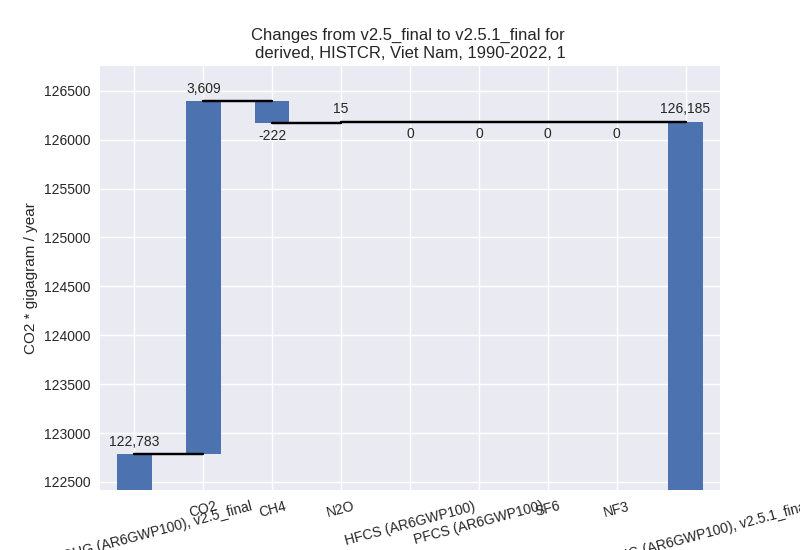 Changes from v2.5_final to v2.5.1_final for
derived, HISTCR, Viet Nam, 1990-2022, 1
CO2 * gigagram / year
126500
126000
125500
125000
124500
124000
123500
123000
122500
122,783
3,609
-222
15
0
0
0
0
126,185
(AR6GWP100), v2.5_final
CO2
CH4
N2O
HFCS (AR6GWP100)
PFCS (AR6GWP100)
SF6
NF3
(AR6GWP100), v2.5.1_fina